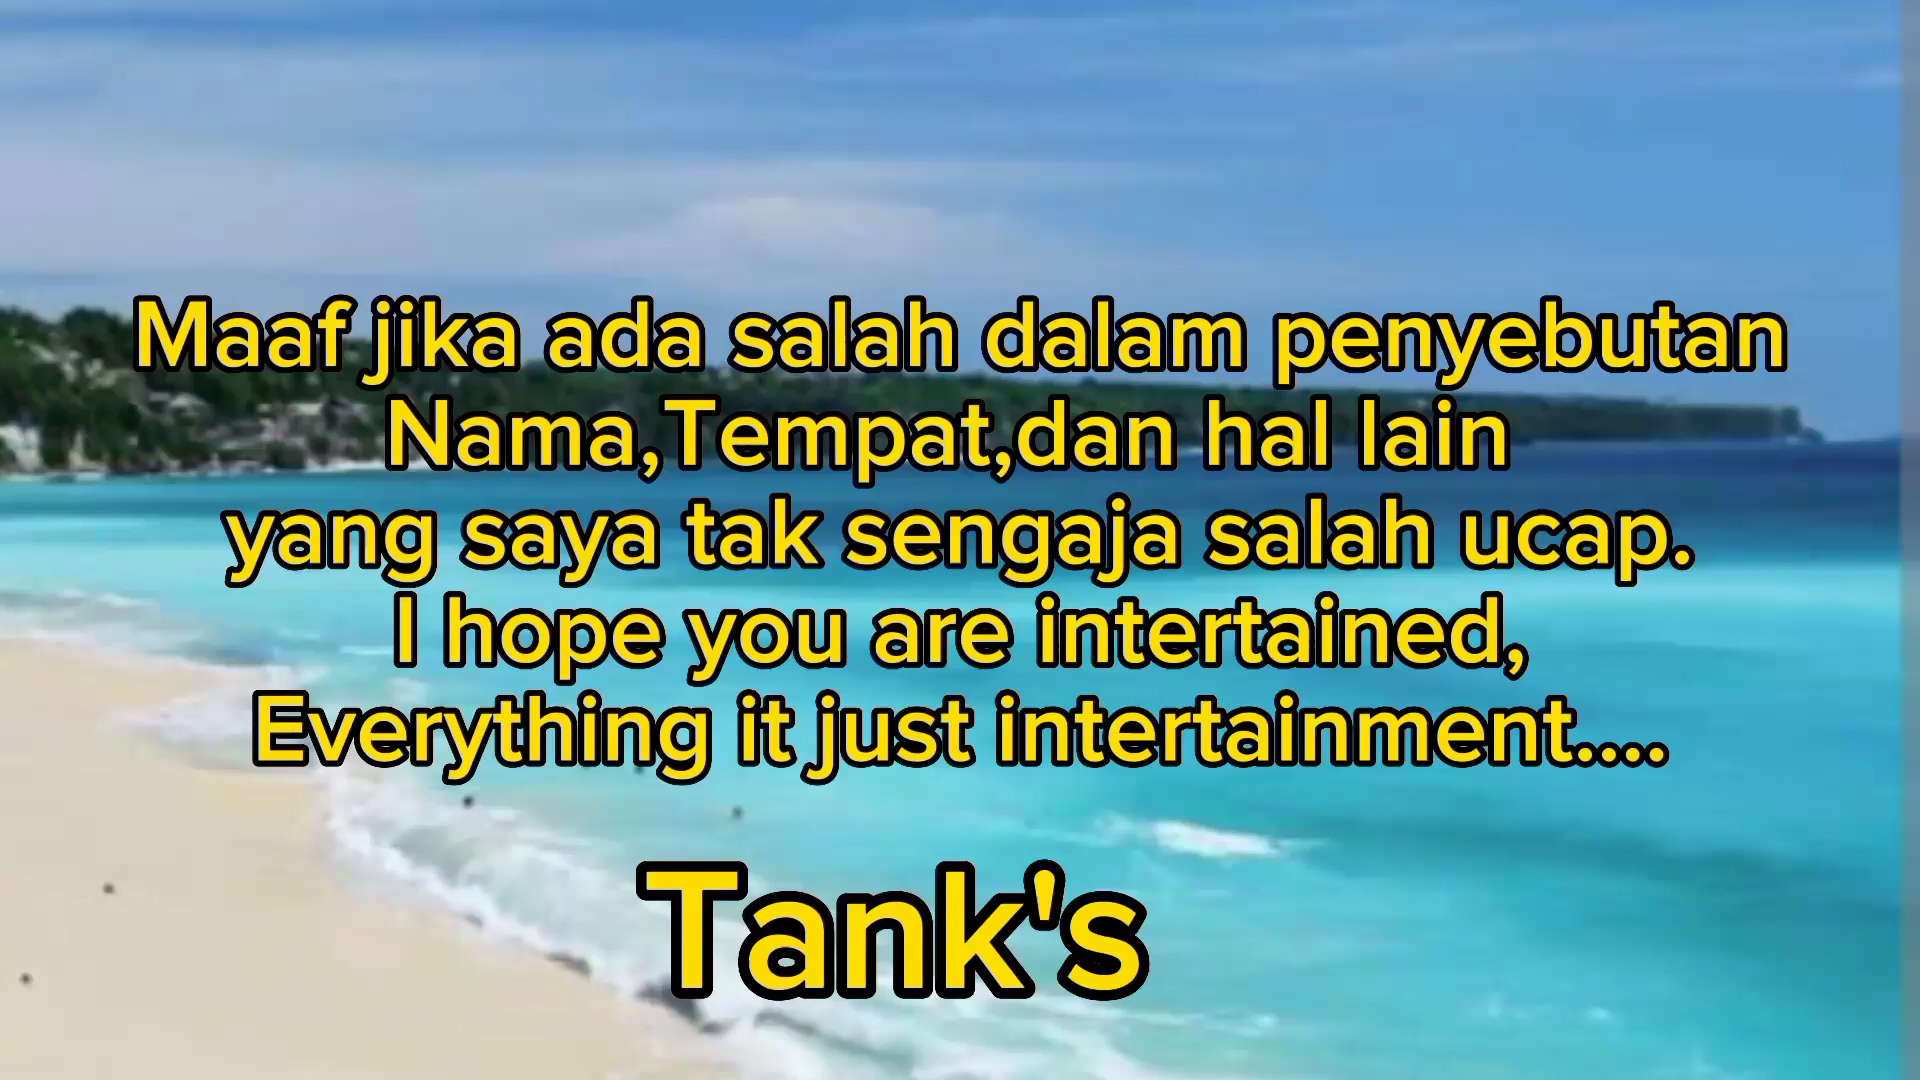 Maaf jika ada salah dalam penyebutan
Nama,Tempat,dan hal lain
yang saya tak sengaja salah ucap.
I hope you are intertained,
Everything it just intertainment....
Tank's